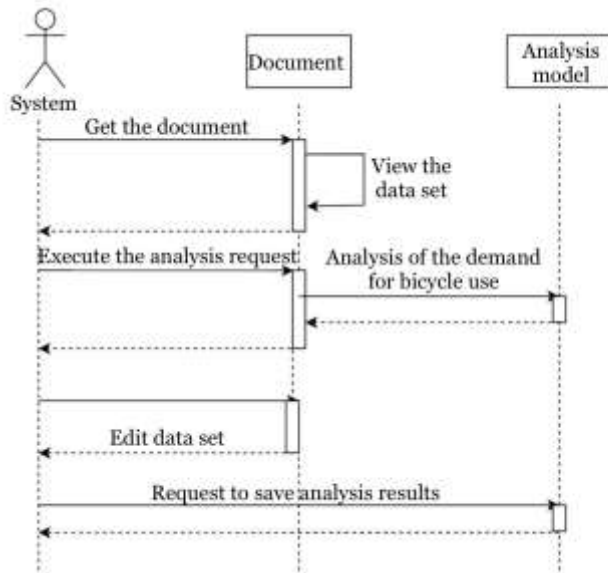 Document
Analysis
model
System
Get the document
View the
data set
Execute the analysis request
Analysis of the demand
for bicycle use
Edit data set
Request to save analysis results